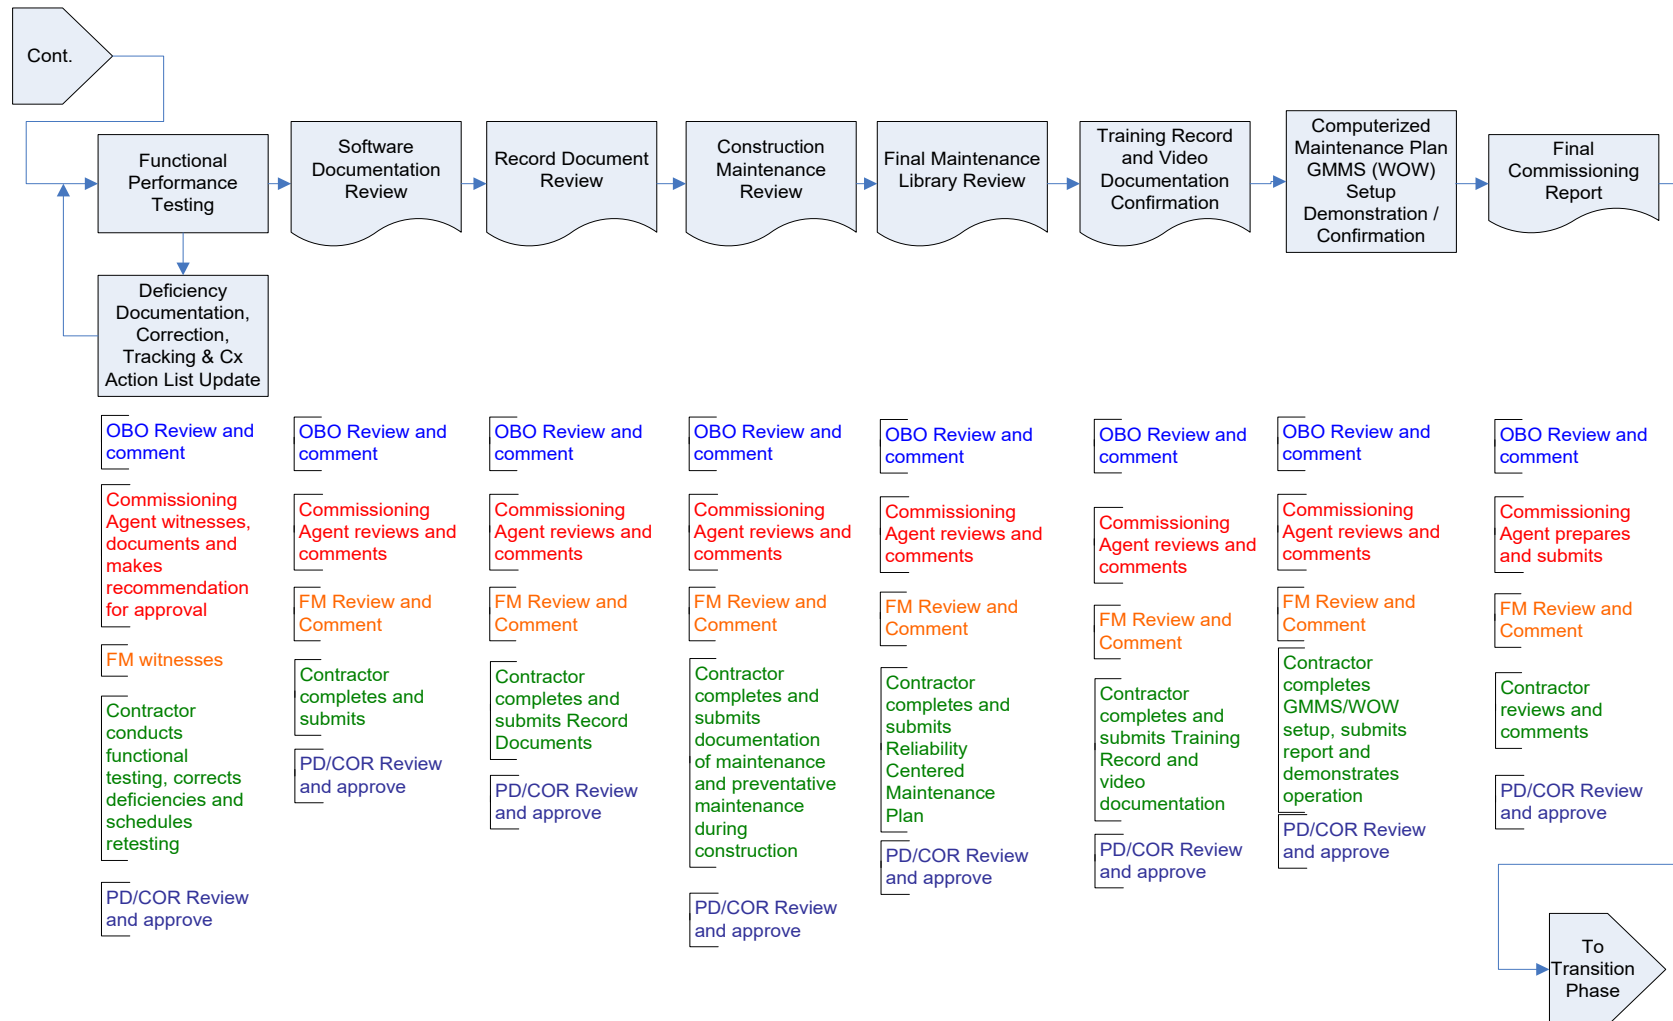 Cont.
Functional
Performance
Testing
Software
Documentation
Review
Record Document
Review
Construction
Maintenance
Review
Final Maintenance
Library Review
Training Record
and Video
Documentation
Confirmation
Computerized
Maintenance Plan
GMMS (WOW)
Setup
Demonstration /
Confirmation
Final
Commissioning
Report
Deficiency
Documentation,
Correction,
Tracking & Cx
Action List Update
OBO Review and
comment
Commissioning
Agent witnesses,
documents and
makes
recommendation
for approval
FM witnesses
Contractor
conducts
functional
testing, corrects
deficiencies and
schedules
retesting
PD/COR Review
and approve
OBO Review and
comment
Commissioning
Agent reviews and
comments
FM Review and
Comment
Contractor
completes and
submits
PD/COR Review
and approve
OBO Review and
comment
Commissioning
Agent reviews and
comments
FM Review and
Comment
Contractor
completes and
submits Record
Documents
PD/COR Review
and approve
OBO Review and
comment
Commissioning
Agent reviews and
comments
FM Review and
Comment
Contractor
completes and
submits
documentation
of maintenance
and preventative
maintenance
during
construction
PD/COR Review
and approve
OBO Review and
comment
Commissioning
Agent reviews and
comments
FM Review and
Comment
Contractor
completes and
submits
Reliability
Centered
Maintenance
Plan
PD/COR Review
and approve
OBO Review and
comment
Commissioning
Agent reviews and
comments
FM Review and
Comment
Contractor
completes and
submits Training
Record and
video
documentation
PD/COR Review
and approve
OBO Review and
comment
Commissioning
Agent reviews and
comments
FM Review and
Comment
Contractor
completes
GMMS/WOW
setup, submits
report and
demonstrates
operation
PD/COR Review
and approve
OBO Review and
comment
Commissioning
Agent prepares
and submits
FM Review and
Comment
Contractor
reviews and
comments
PD/COR Review
and approve
To
Transition
Phase